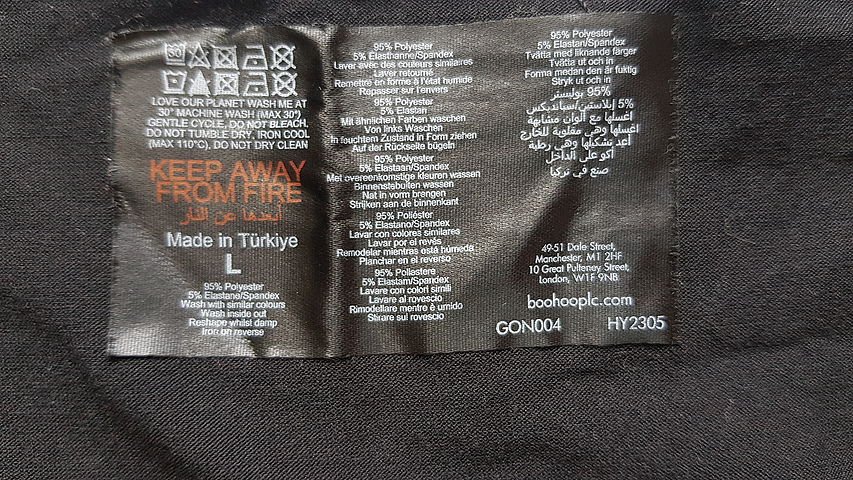 30
LOVE OUR PLANET WASH ME AT
30° MACHINE WASH (MAX 30°)
GENTLE CYCLE, DO NOT BLEACH,
DO NOT TUMBLE DRY, IRON COOL
(MAX 110°C), DO NOT DRY CLEAN
KEEP AWAY
FROM FIRE
أبعدها عن النار
Made in Türkiye
L
95% Polyester
5% Elastane/Spandex
Wash with similar colours
Wash inside out
Reshape whilst damp
Iron on reverse
95% Polyester
5% Elasthanne/Spandex
Laver avec des couleurs similaires
Laver retourné
Remettre en forme à l'état humide
Repasser sur l'envers
95% Polyester
5% Elastan
Mit ähnlichen Farben waschen
Von links Waschen
In feuchtem Zustand in Form ziehen
Auf der Rückseite bügeln
95% Polyester
5% Elastaan/Spandex
Met overeenkomstige kleuren wassen
Binnenstebuiten wassen
Nat in vorm brengen
Strijken aan de binnenkant
95% Poliéster
5% Elastano/Spandex
Lavar con colores similares
Lavar por el revés
Remodelar mientras está húmeda
Planchar en el reverso
95% Poliastere
5% Elastam/Spandex
Lavare con colori simili
Lavare al rovescio
Rimodellare mentre è umido
Stirare sul rovescio
95% Polyester
5% Elastan/Spandex
Tvätta med liknande färger
Tvätta ut och in
Forma medan den är fuktig
Stryk ut och in
95% بوليستر
5% إيلاستين/سبانديكس
اغسلها مع ألوان مشابهة
اغسلها وهي مقلوبة للخارج
أعد تشكيلها وهي رطبة
أكو على الداخل
صنع في تركيا
49-51 Dale Street,
Manchester, M1 2HF
10 Great Pulteney Street,
London, W1F 9NB
boohooplc.com
GON004 HY2305